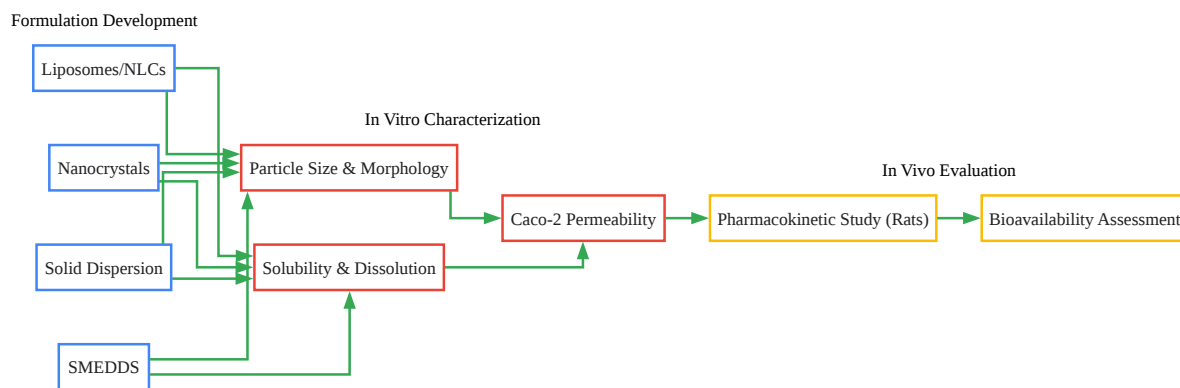 Formulation Development
Liposomes/NLCs
Nanocrystals
Solid Dispersion
SMEDDS
In Vitro Characterization
Particle Size & Morphology
Solubility & Dissolution
Caco-2 Permeability
In Vivo Evaluation
Pharmacokinetic Study (Rats)
Bioavailability Assessment